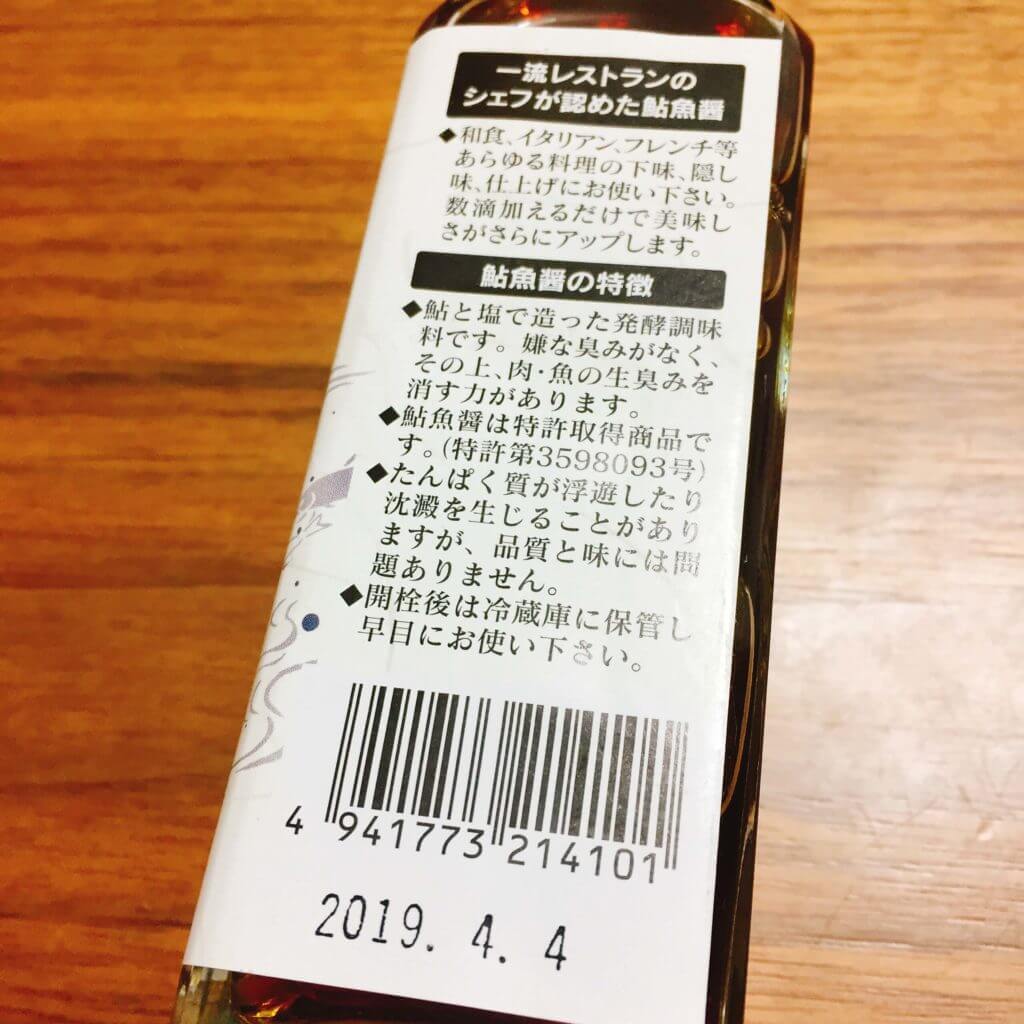 一流レストランの
シェフが認めた鮎魚醤
◆和食、イタリアン、フレンチ等
あらゆる料理の下味、隠し
味、仕上げにお使い下さい。
数滴加えるだけで美味し
さがさらにアップします。
鮎魚醤の特徴
◆鮎と塩で造った発酵調味
料です。嫌な臭みがなく、
その上、肉・魚の生臭みを
消す力があります。
◆鮎魚醤は特許取得商品で
す。(特許第3598093号)
◆たんぱく質が浮遊したり
沈澱を生じることがあり
ますが、品質と味には問
題ありません。
◆開栓後は冷蔵庫に保管し
早目にお使い下さい。
4 941773 214101
2019. 4. 4